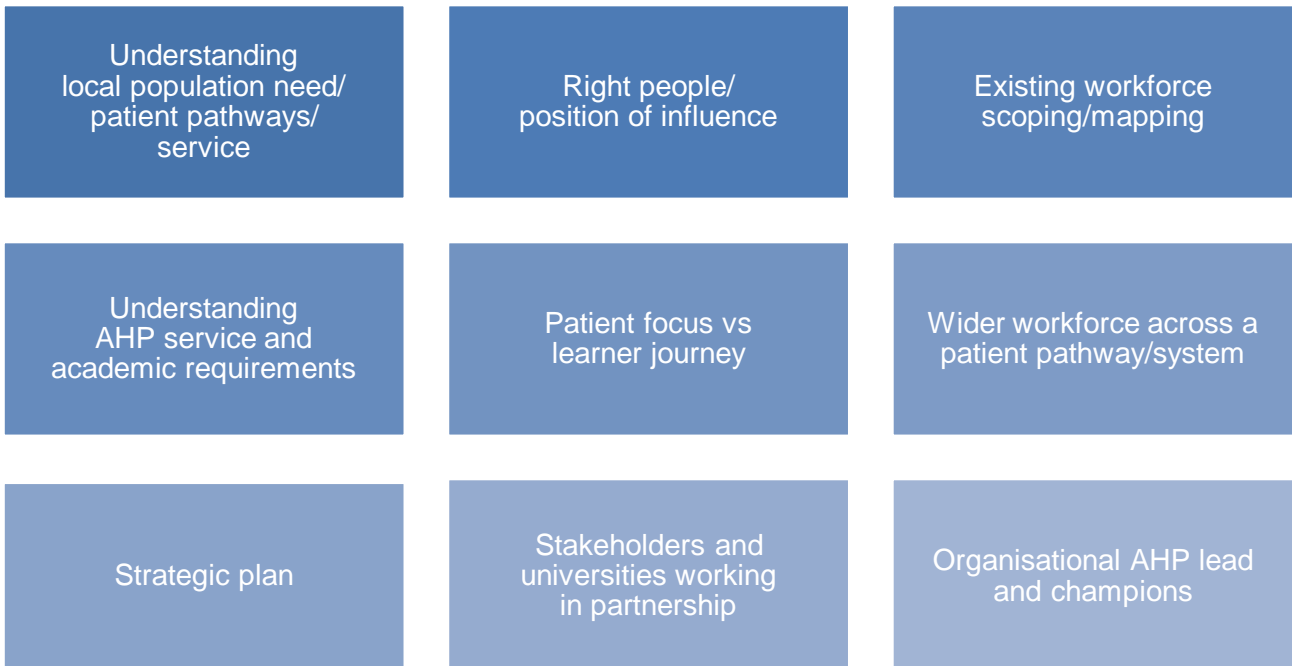 Understanding
local population need/
patient pathways/
service
Right people/
position of influence
Existing workforce
scoping/mapping
Understanding
AHP service and
academic requirements
Patient focus vs
learner journey
Wider workforce across a
patient pathway/system
Strategic plan
Stakeholders and
universities working
in partnership
Organisational AHP lead
and champions